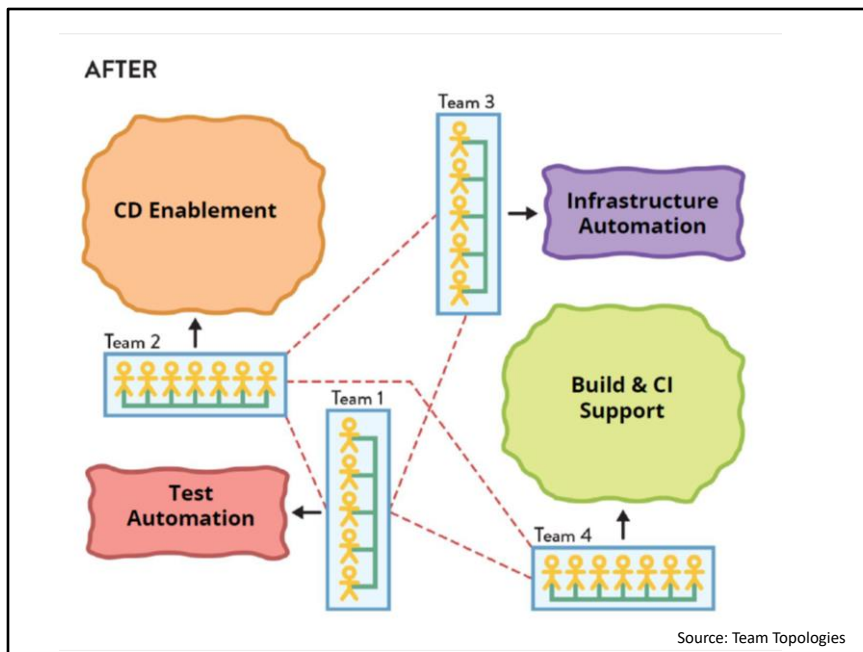 AFTER
Team 3
CD Enablement
Infrastructure
Automation
Team 2
Team 1
Build & CI
Support
Test
Automation
Team 4
Source: Team Topologies